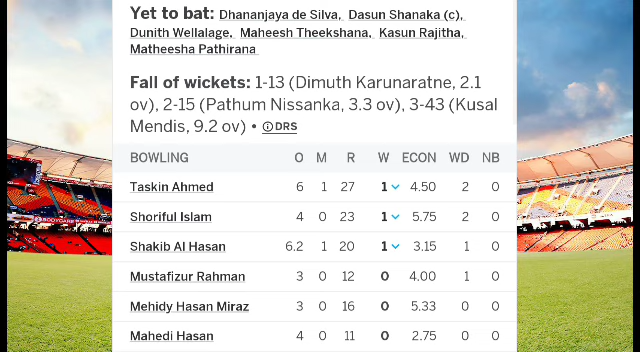 Yet to bat: Dhananjaya de Silva, Dasun Shanaka (c),
Dunith Wellalage, Maheesh Theekshana, Kasun Rajitha,
Matheesha Pathirana
Fall of wickets: 1-13 (Dimuth Karunaratne, 2.1
ov), 2-15 (Pathum Nissanka, 3.3 ov), 3-43 (Kusal
Mendis, 9.2 ov) • DRS
BOWLING O M R W ECON WD NB
Taskin Ahmed 6 1 27 1 4.50 2 0
Shoriful Islam 4 0 23 1 5.75 2 0
Shakib Al Hasan 6.2 1 20 1 3.15 1 0
Mustafizur Rahman 3 0 12 0 4.00 1 0
Mehidy Hasan Miraz 3 0 16 0 5.33 0 0
Mahedi Hasan 4 0 11 0 2.75 0 0